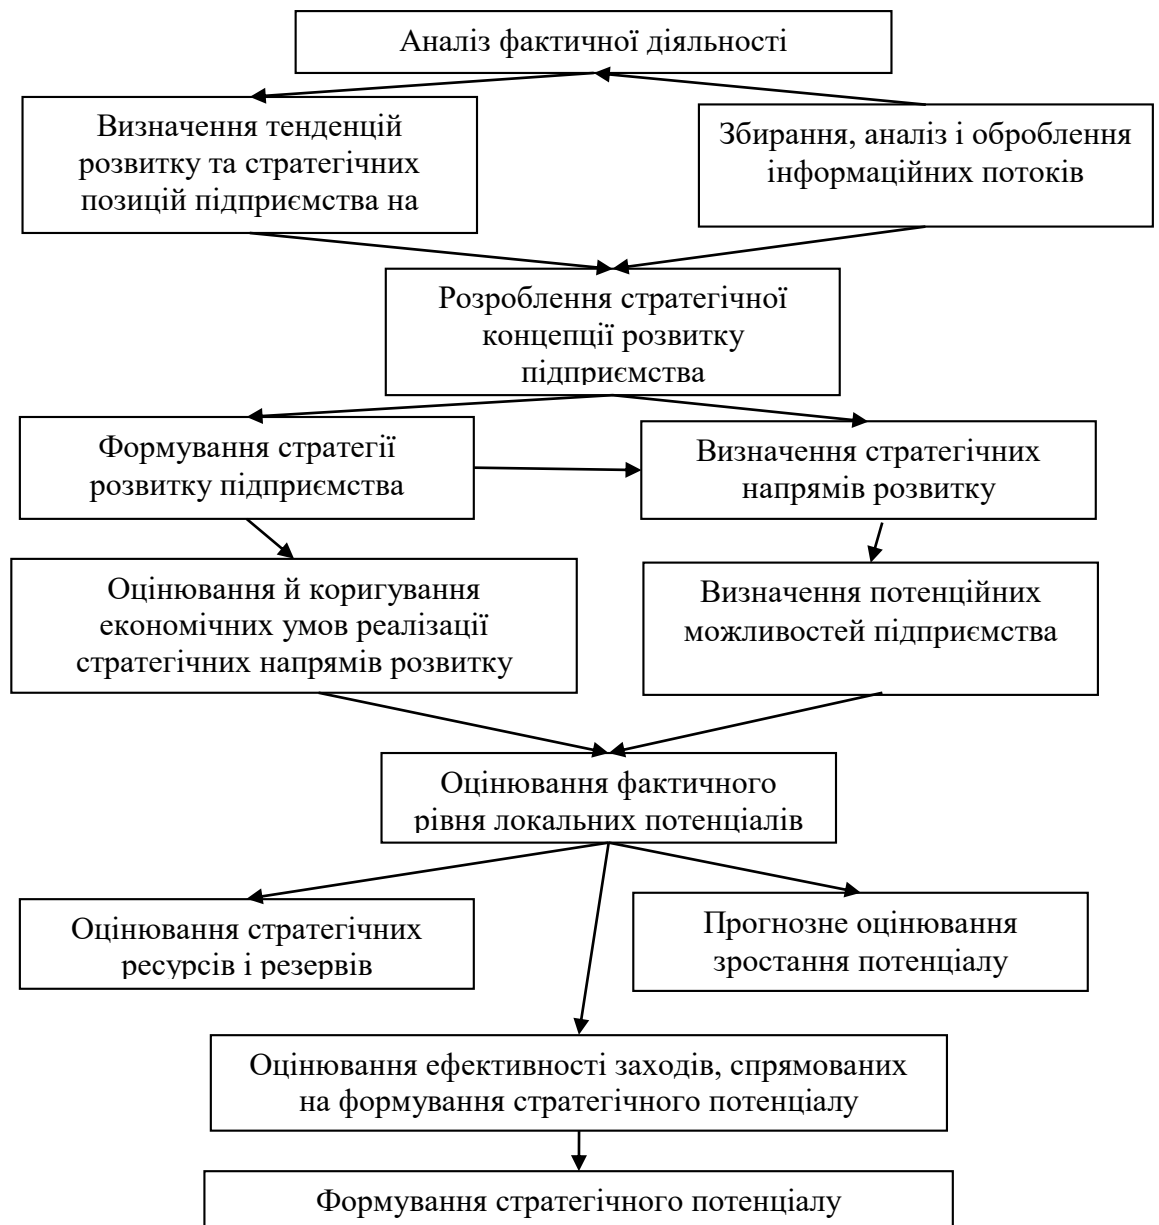 Аналіз фактичної діяльності
Визначення тенденцій
розвитку та стратегічних
позицій підприємства на
Збирання, аналіз і оброблення
інформаційних потоків
Розроблення стратегічної
концепції розвитку
підприємства
Формування стратегії
розвитку підприємства
Визначення стратегічних
напрямів розвитку
Оцінювання й коригування
економічних умов реалізації
стратегічних напрямів розвитку
Визначення потенційних
можливостей підприємства
Оцінювання фактичного
рівня локальних потенціалів
Оцінювання стратегічних
ресурсів і резервів
Прогнозне оцінювання
зростання потенціалу
Оцінювання ефективності заходів, спрямованих
на формування стратегічного потенціалу
Формування стратегічного потенціалу